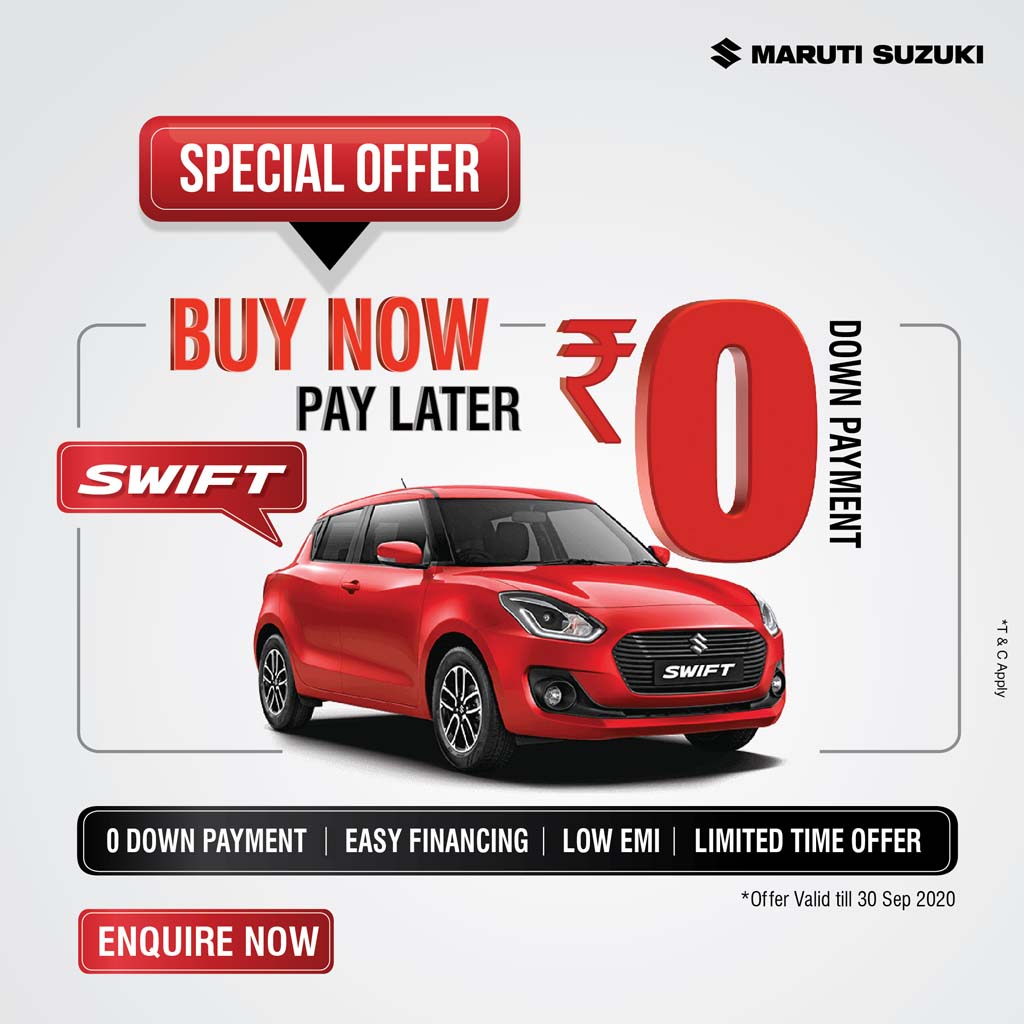 MARUTI SUZUKI
SPECIAL OFFER
BUY NOW
PAY LATER
₹0
DOWN PAYMENT
SWIFT
SWIFT
*T & C Apply
0 DOWN PAYMENT | EASY FINANCING | LOW EMI | LIMITED TIME OFFER
*Offer Valid till 30 Sep 2020
ENQUIRE NOW